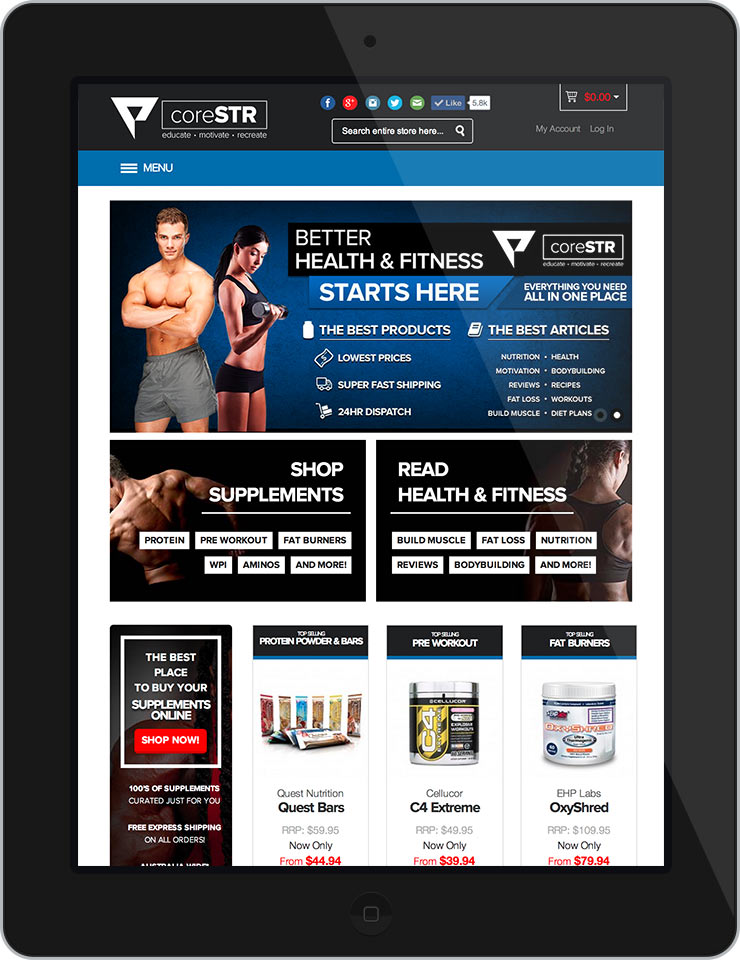 coreSTR
educate • motivate • recreate
Like
5.8k
Search entire store here...
$0.00
My Account Log In
MENU
BETTER
HEALTH & FITNESS
STARTS HERE
coreSTR
educate • motivate • recreate
EVERYTHING YOU NEED
ALL IN ONE PLACE
THE BEST PRODUCTS
LOWEST PRICES
SUPER FAST SHIPPING
24HR DISPATCH
THE BEST ARTICLES
NUTRITION • HEALTH
MOTIVATION • BODYBUILDING
REVIEWS • RECIPES
FAT LOSS • WORKOUTS
BUILD MUSCLE • DIET PLANS
SHOP
SUPPLEMENTS
PROTEIN PRE WORKOUT FAT BURNERS
WPI AMINOS AND MORE!
READ
HEALTH & FITNESS
BUILD MUSCLE FAT LOSS NUTRITION
REVIEWS BODYBUILDING AND MORE!
THE BEST
PLACE
TO BUY YOUR
SUPPLEMENTS
ONLINE
SHOP NOW!
100'S OF SUPPLEMENTS
CURATED JUST FOR YOU
FREE EXPRESS SHIPPING
ON ALL ORDERS!
AUSTRALIA WIDE!
TOP SELLING
PROTEIN POWDER & BARS
Quest Nutrition
Quest Bars
RRP: $59.95
Now Only
From $44.94
TOP SELLING
PRE WORKOUT
CELLUCOR
C4
EXTREME
EXPLOSIVE
WORKOUTS
Cellucor
C4 Extreme
RRP: $49.95
Now Only
From $39.94
TOP SELLING
FAT BURNERS
OXYSHRED
EHP Labs
OxyShred
RRP: $109.95
Now Only
From $79.94